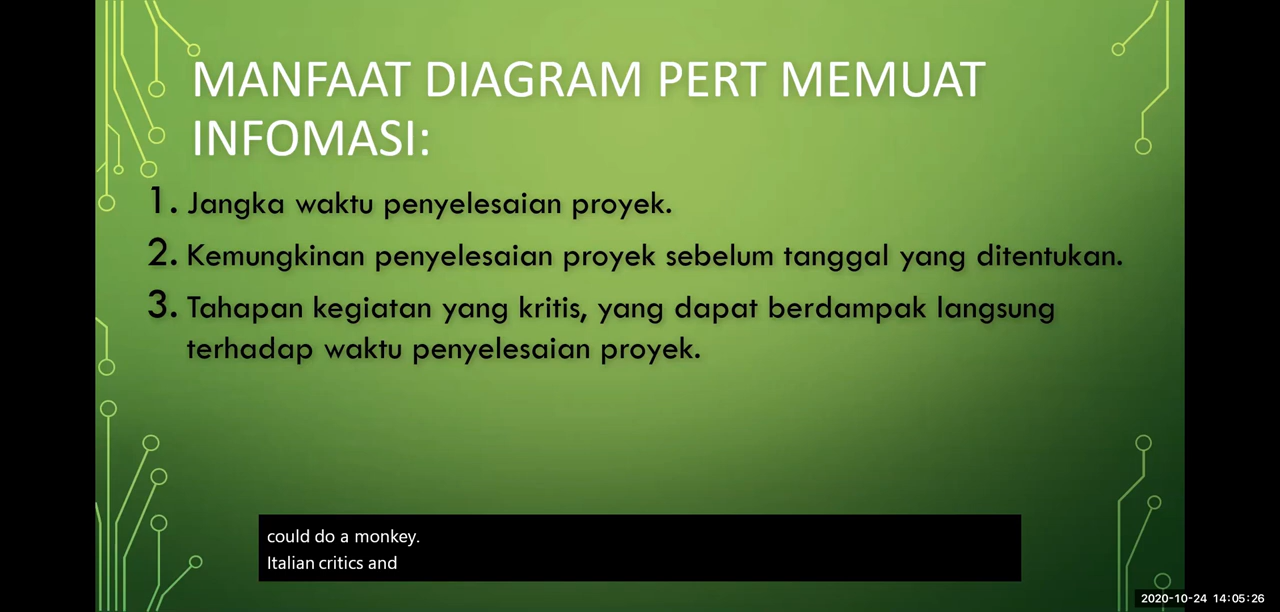 MANFAAT DIAGRAM PERT MEMUAT
INFOMASI:
1. Jangka waktu penyelesaian proyek.
2. Kemungkinan penyelesaian proyek sebelum tanggal yang ditentukan.
3. Tahapan kegiatan yang kritis, yang dapat berdampak langsung
terhadap waktu penyelesaian proyek.
could do a monkey.
Italian critics and
2020-10-24 14:05:26